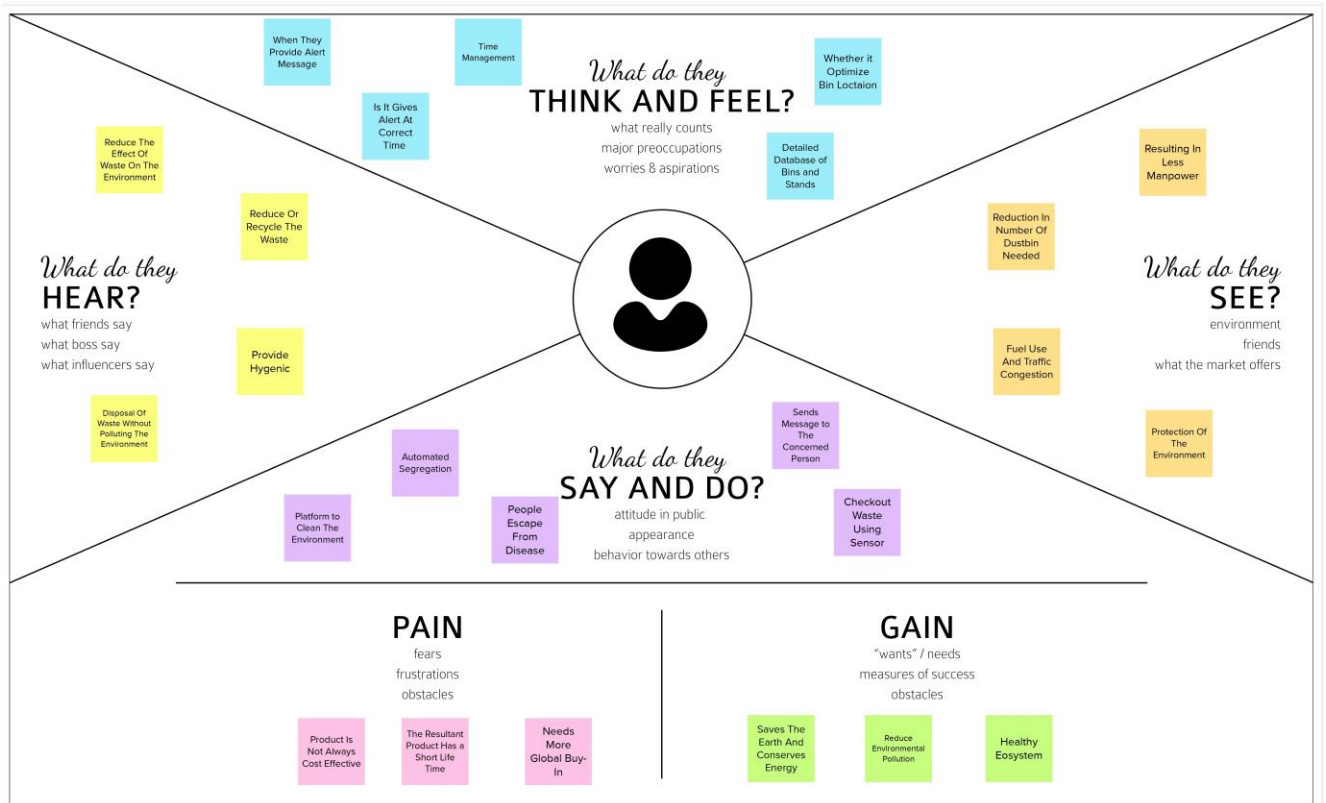 When They
Provide Alert
Message
Time
Management
Is It Gives
Alert At
Correct
Time
What do they
THINK AND FEEL?
what really counts
major preoccupations
worries & aspirations
Whether it
Optimize
Bin Loctaion
Detailed
Database of
Bins and
Stands
Reduce The
Effect Of
Waste On The
Environment
Reduce Or
Recycle The
Waste
What do they
HEAR?
what friends say
what boss say
what influencers say
Provide
Hygenic
Disposal Of
Waste Without
Polluting The
Environment
Resulting In
Less
Manpower
Reduction In
Number Of
Dustbin
Needed
What do they
SEE?
environment
friends
what the market offers
Fuel Use
And Traffic
Congestion
Protection Of
The
Environment
Automated
Segregation
Platform to
Clean The
Environment
People
Escape
From
Disease
What do they
SAY AND DO?
attitude in public
appearance
behavior towards others
Sends
Message to
The
Concerned
Person
Checkout
Waste
Using
Sensor
PAIN
fears
frustrations
obstacles
Product Is
Not Always
Cost Effective
The Resultant
Product Has a
Short Life
Time
Needs
More
Global Buy-
In
GAIN
"wants" / needs
measures of success
obstacles
Saves The
Earth And
Conserves
Energy
Reduce
Environmental
Pollution
Healthy
Eosystem